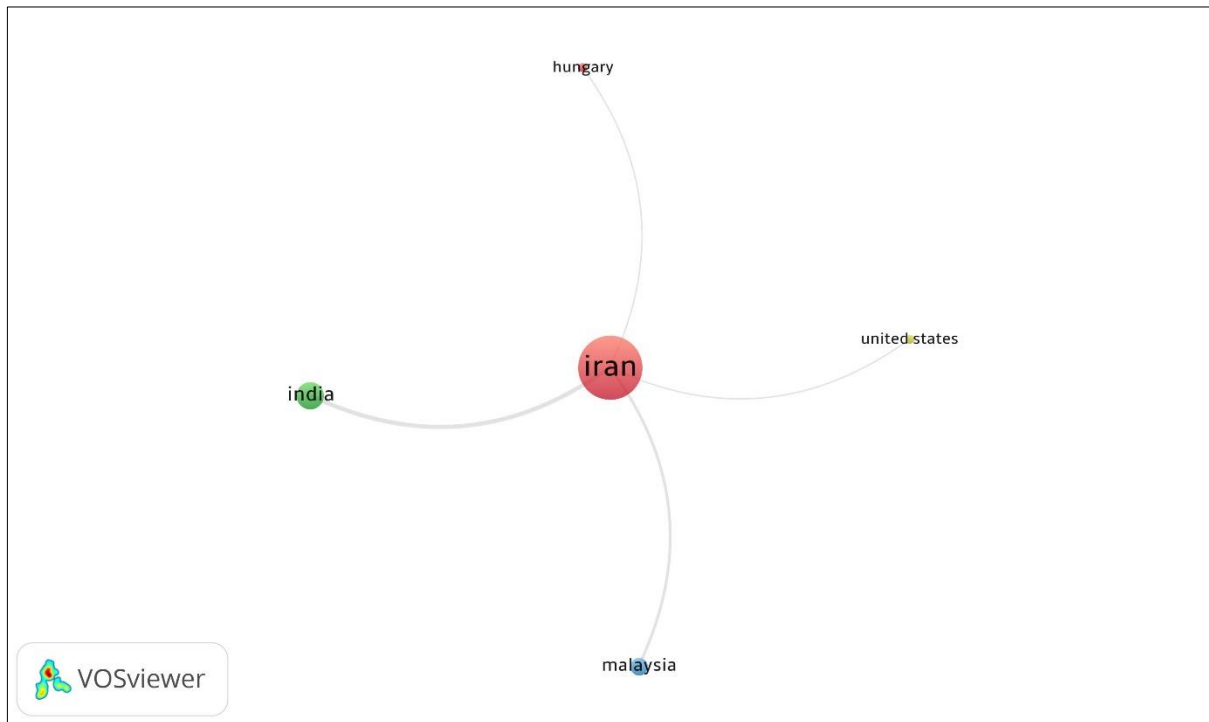 hungary
united states
iran
india
malaysia
VOSviewer